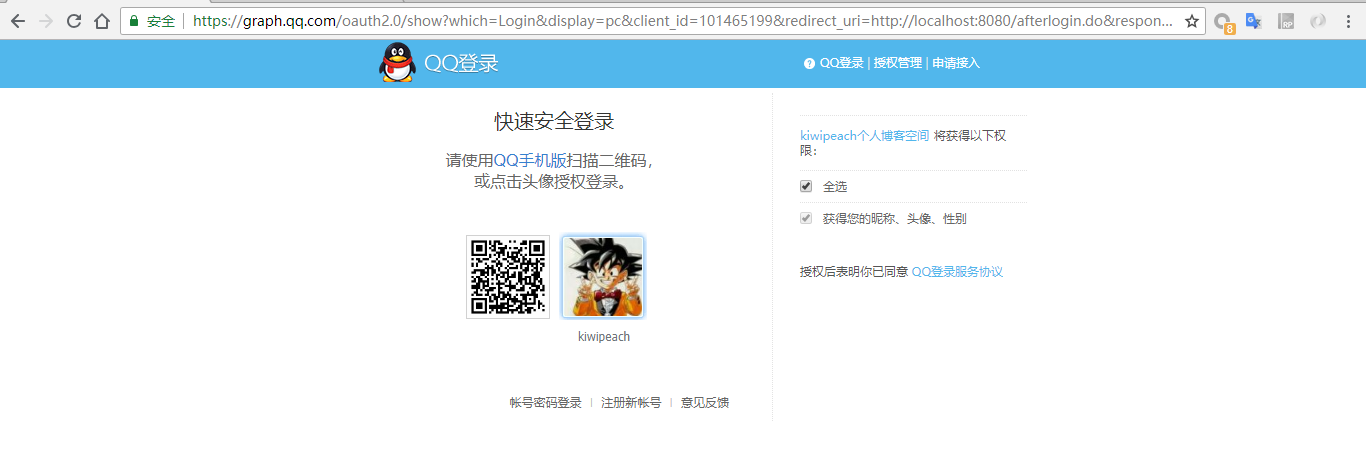 安全
https://graph.qq.com/oauth2.0/show?which=Login&display=pc&client_id=101465199&redirect_uri=http://localhost:8080/afterlogin.do&respon...
8
RP
QQ登录
QQ登录 | 授权管理 | 申请接入
快速安全登录
请使用QQ手机版扫描二维码，
或点击头像授权登录。
kiwipeach
帐号密码登录 | 注册新帐号 | 意见反馈
kiwipeach个人博客空间 将获得以下权
限：
全选
获得您的昵称、头像、性别
授权后表明你已同意 QQ登录服务协议